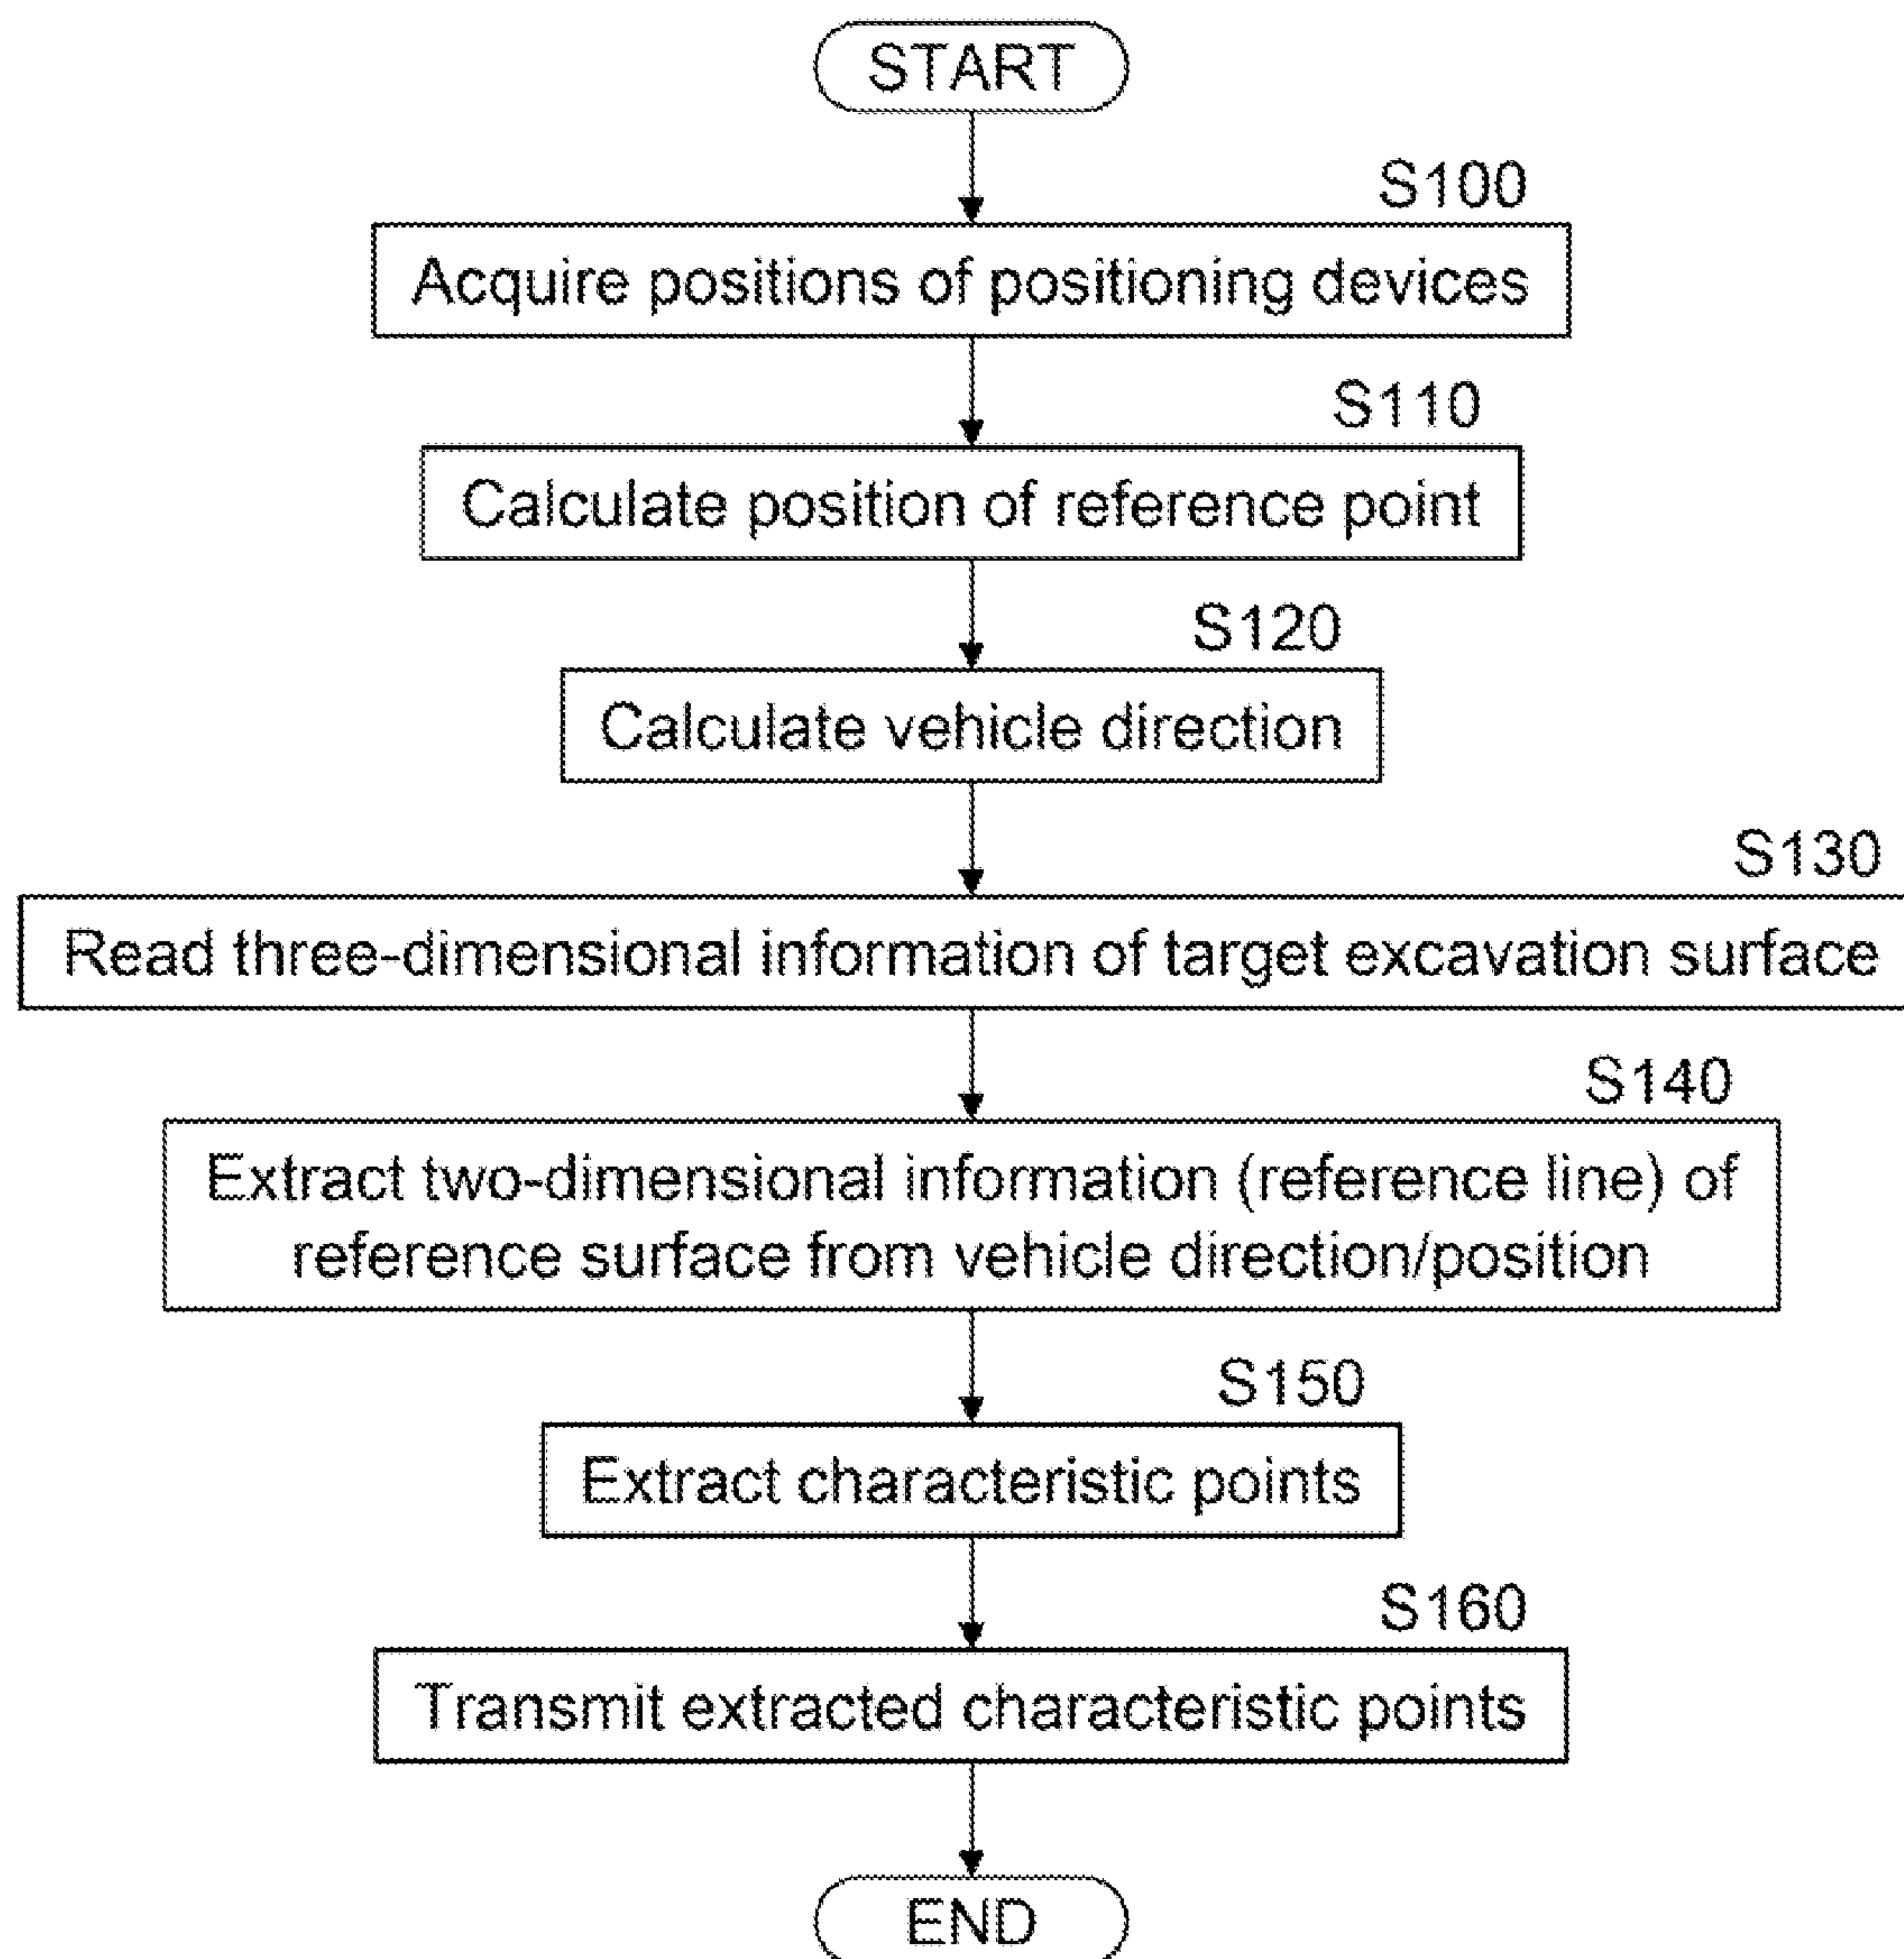 START
S100
Acquire positions of positioning devices
S110
Calculate position of reference point
S120
Calculate vehicle direction
S130
Read three-dimensional information of target excavation surface
S140
Extract two-dimensional information (reference line) of
reference surface from vehicle direction/position
S150
Extract characteristic points
S160
Transmit extracted characteristic points
END